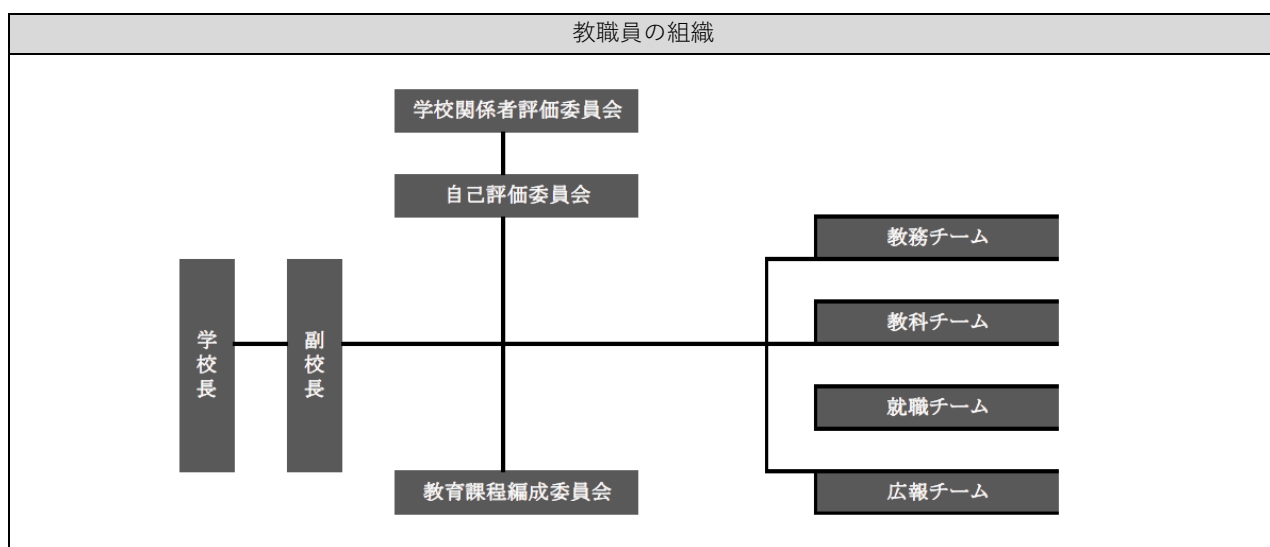 教職員の組織
学校関係者評価委員会
自己評価委員会
学校長
副校長
教育課程編成委員会
教務チーム
教科チーム
就職チーム
広報チーム